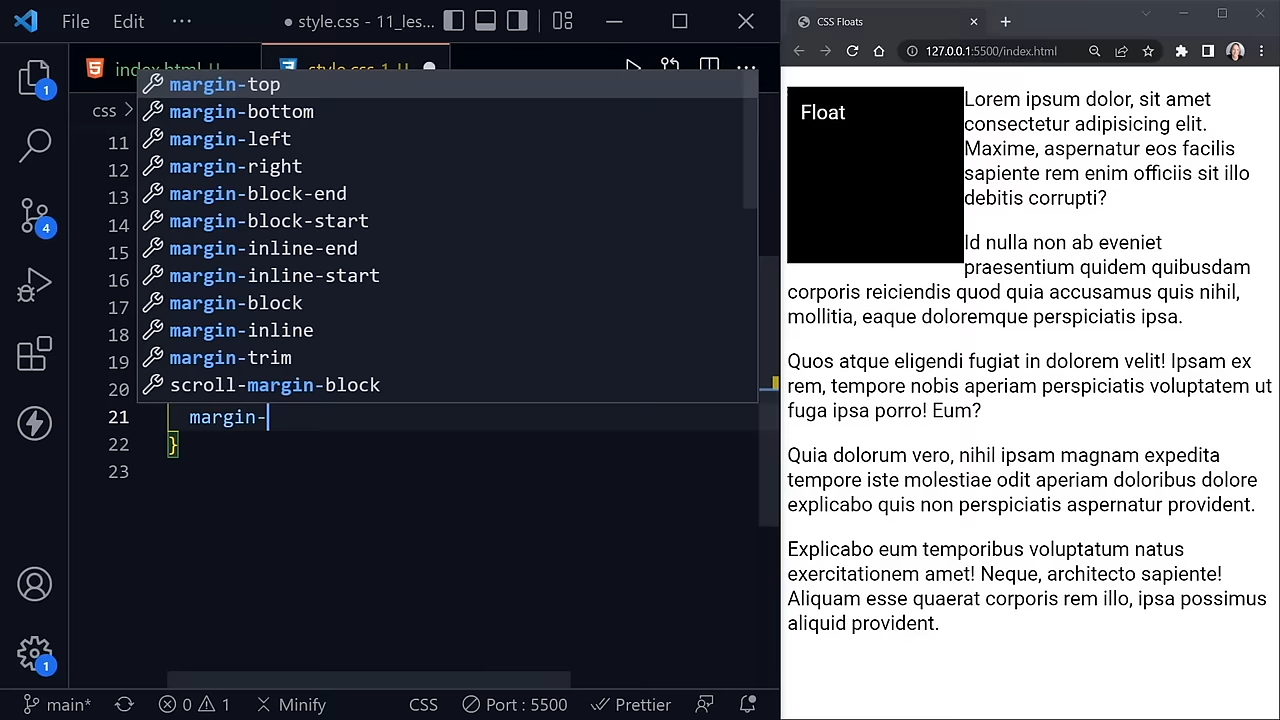 File Edit ···
style.css - 11_les...
index.html U
style.css 1, U
css
margin-top
margin-bottom
margin-left
margin-right
margin-block-end
margin-block-start
margin-inline-end
margin-inline-start
margin-block
margin-inline
margin-trim
scroll-margin-block
11
12
13
14
15
16
17
18
19
20
21 margin-
22 }
23
1
4
1
main* 0 1 Minify CSS Port : 5500 Prettier
CSS Floats
127.0.0.1:5500/index.html
Float
Lorem ipsum dolor, sit amet
consectetur adipisicing elit.
Maxime, aspernatur eos facilis
sapiente rem enim officiis sit illo
debitis corrupti?
Id nulla non ab eveniet
praesentium quidem quibusdam
corporis reiciendis quod quia accusamus quis nihil,
mollitia, eaque doloremque perspiciatis ipsa.
Quos atque eligendi fugiat in dolorem velit! Ipsam ex
rem, tempore nobis aperiam perspiciatis voluptatem ut
fuga ipsa porro! Eum?
Quia dolorum vero, nihil ipsam magnam expedita
tempore iste molestiae odit aperiam doloribus dolore
explicabo quis non perspiciatis aspernatur provident.
Explicabo eum temporibus voluptatum natus
exercitationem amet! Neque, architecto sapiente!
Aliquam esse quaerat corporis rem illo, ipsa possimus
aliquid provident.